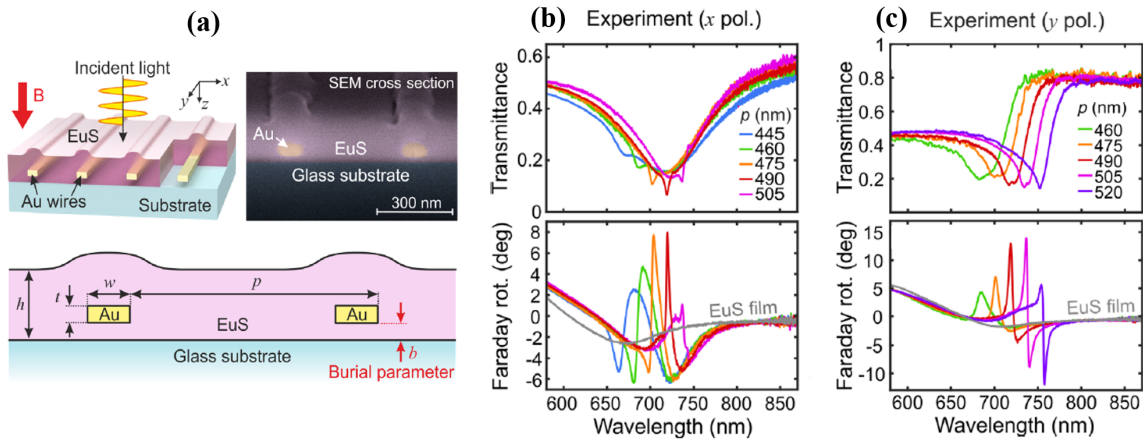 (a)
Incident light
x
y
z
B
EuS
Au wires
Substrate
SEM cross section
Au
EuS
Glass substrate
300 nm
w
p
t
h
Au
Au
EuS
Glass substrate
b
Burial parameter
(b)
Experiment (x pol.)
Transmittance
0.6
0.4
0.2
0
p (nm)
445
460
475
490
505
Faraday rot. (deg)
8
6
4
2
0
-2
-4
-6
EuS film
600 650 700 750 800 850
Wavelength (nm)
(c)
Experiment (y pol.)
Transmittance
1
0.8
0.6
0.4
0.2
0
p (nm)
460
475
490
505
520
Faraday rot. (deg)
15
10
5
0
-5
-10
EuS film
600 650 700 750 800 850
Wavelength (nm)